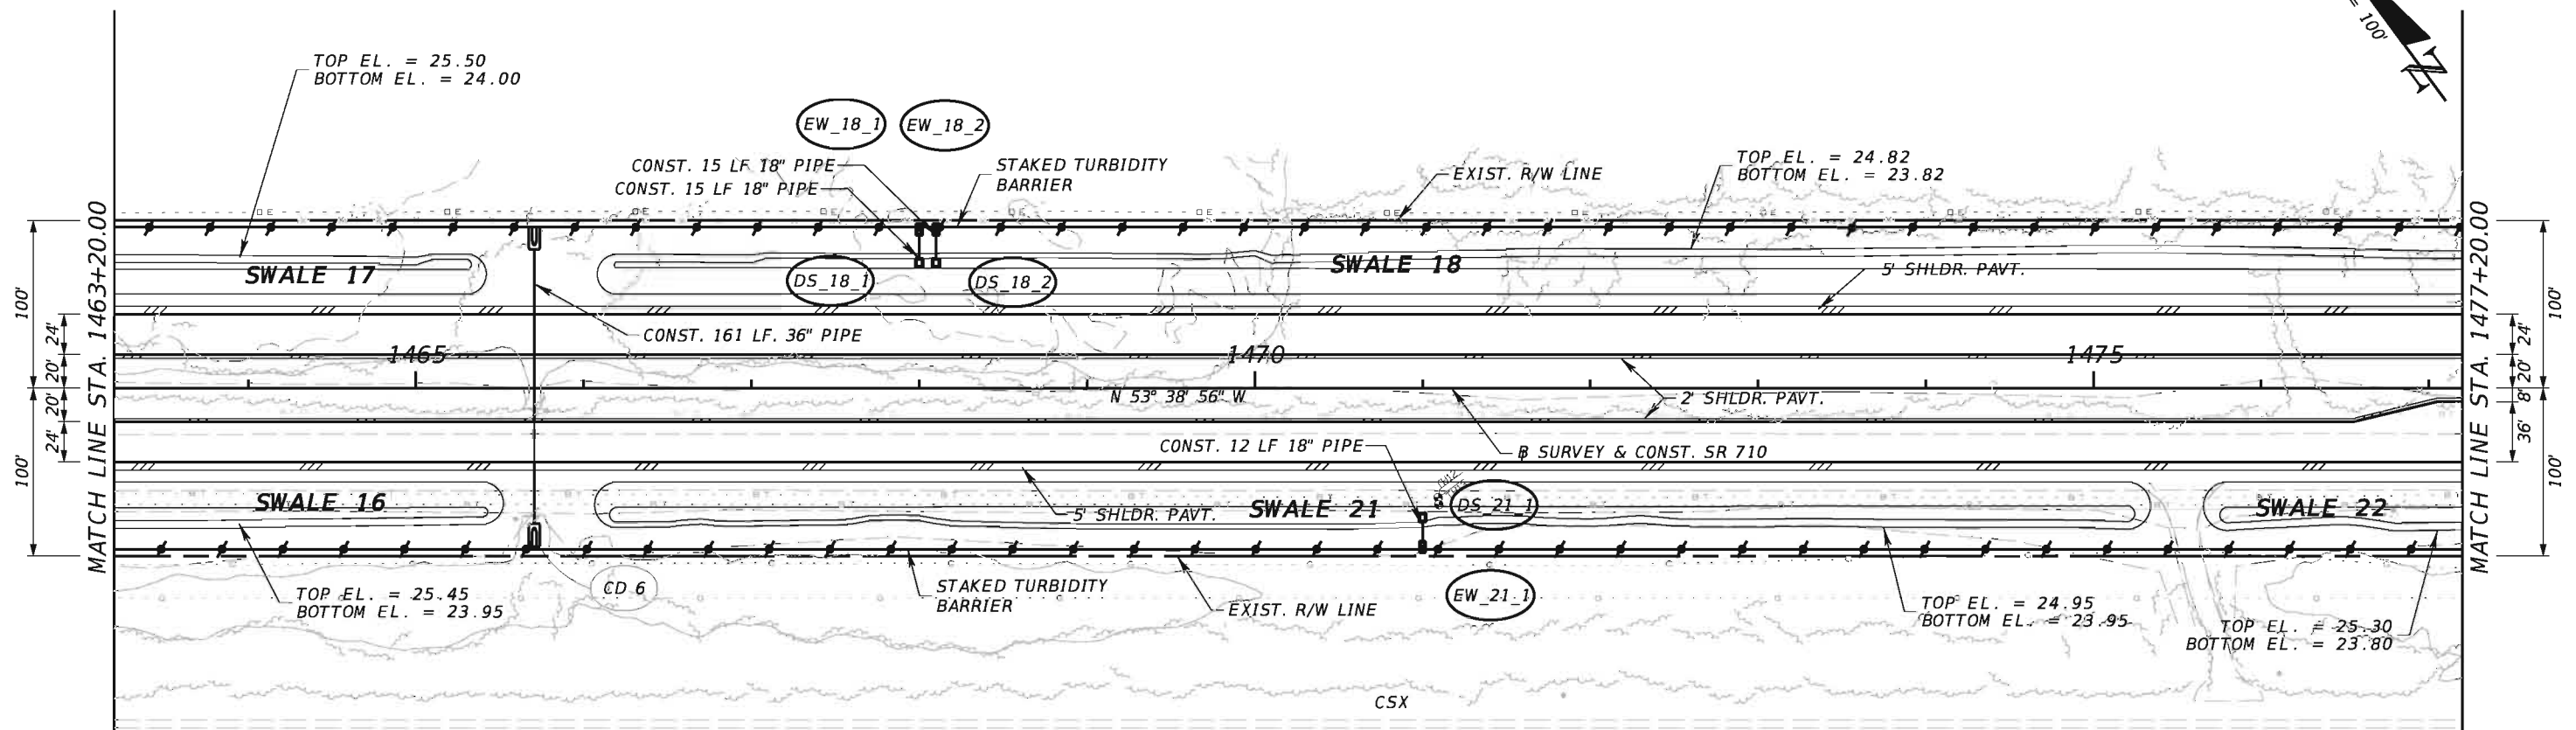 = 100'
N
TOP EL. = 25.50
BOTTOM EL. = 24.00
EW_18_1
EW_18_2
CONST. 15 LF 18" PIPE
CONST. 15 LF 18" PIPE
STAKED TURBIDITY
BARRIER
EXIST. R/W LINE
TOP EL. = 24.82
BOTTOM EL. = 23.82
MATCH LINE STA. 1463+20.00
MATCH LINE STA. 1477+20.00
SWALE 17
SWALE 18
DS_18_1
DS_18_2
5' SHLDR. PAVT.
100'
24'
20'
20'
24'
100'
CONST. 161 LF. 36" PIPE
1465
1470
1475
100'
24'
20'
8'
36'
100'
N 53° 38' 56" W
2' SHLDR. PAVT.
CONST. 12 LF 18" PIPE
B SURVEY & CONST. SR 710
SWALE 16
5' SHLDR. PAVT.
SWALE 21
DS_21_1
SWALE 22
TOP EL. = 25.45
BOTTOM EL. = 23.95
CD 6
STAKED TURBIDITY
BARRIER
EXIST. R/W LINE
EW_21_1
TOP EL. = 24.95
BOTTOM EL. = 23.95
TOP EL. = 25.30
BOTTOM EL. = 23.80
CSX